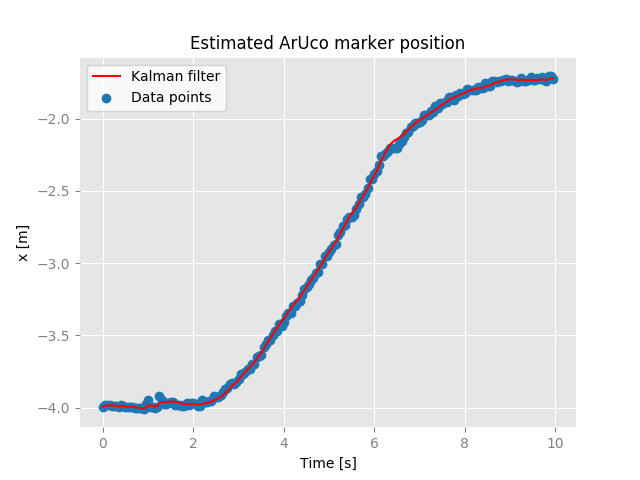 Estimated ArUco marker position
Kalman filter
Data points
x [m]
−2.0
−2.5
−3.0
−3.5
−4.0
0 2 4 6 8 10
Time [s]